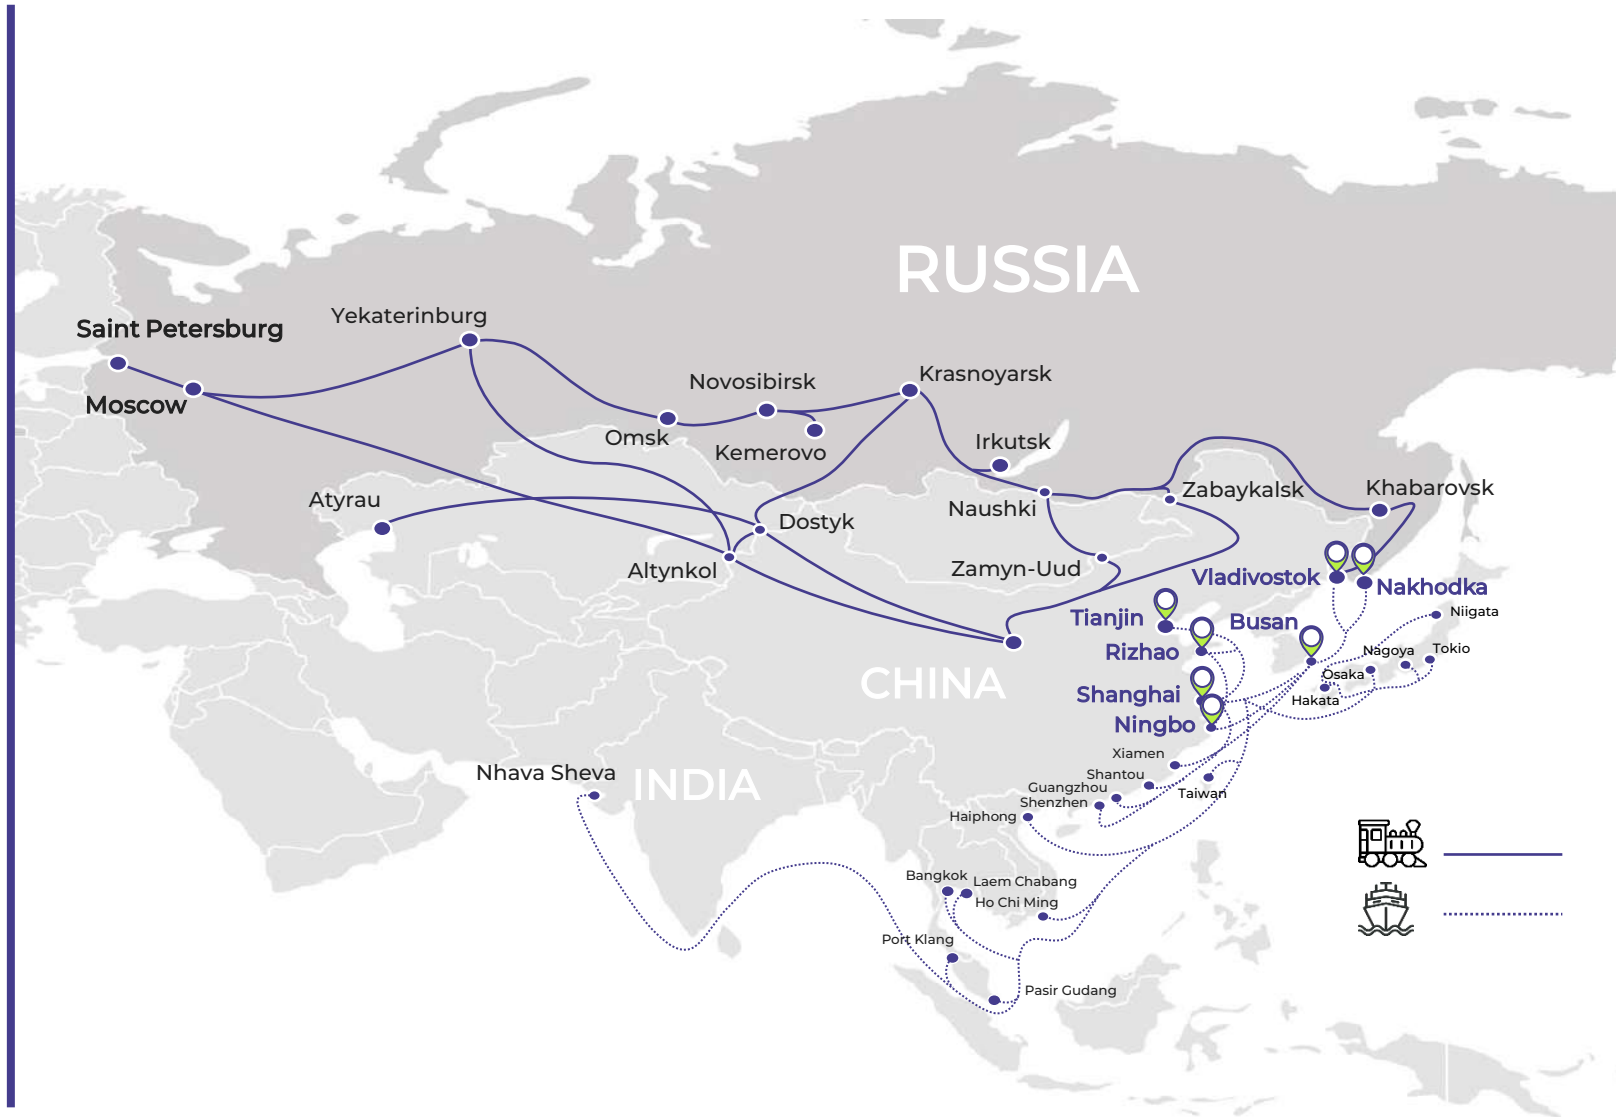 RUSSIA
Saint Petersburg
Yekaterinburg
Moscow
Novosibirsk
Krasnoyarsk
Omsk
Kemerovo
Irkutsk
Atyrau
Dostyk
Naushki
Zabaykalsk
Khabarovsk
Altynkol
Zamyn-Uud
Vladivostok
Nakhodka
Tianjin
Busan
Niigata
Rizhao
Nagoya
Tokio
CHINA
Osaka
Shanghai
Hakata
Ningbo
Xiamen
Nhava Sheva
INDIA
Shantou
Guangzhou
Taiwan
Shenzhen
Haiphong
Bangkok
Laem Chabang
Ho Chi Ming
Port Klang
Pasir Gudang